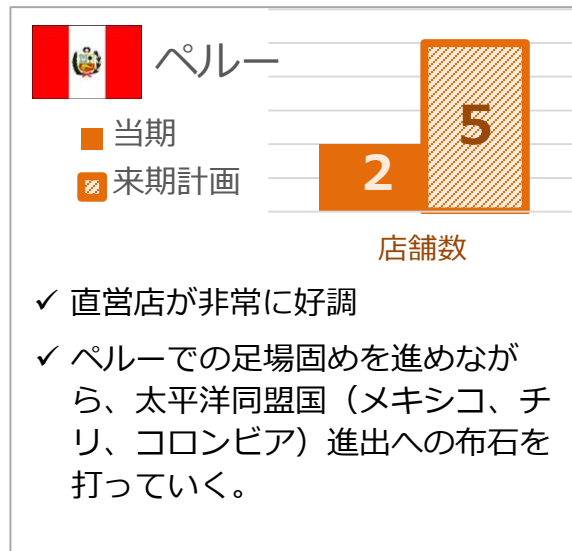 ペルー
当期
来期計画
2
5
店舗数
✓ 直営店が非常に好調
✓ ペルーでの足場固めを進めなが
ら、太平洋同盟国（メキシコ、チ
リ、コロンビア）進出への布石を
打っていく。